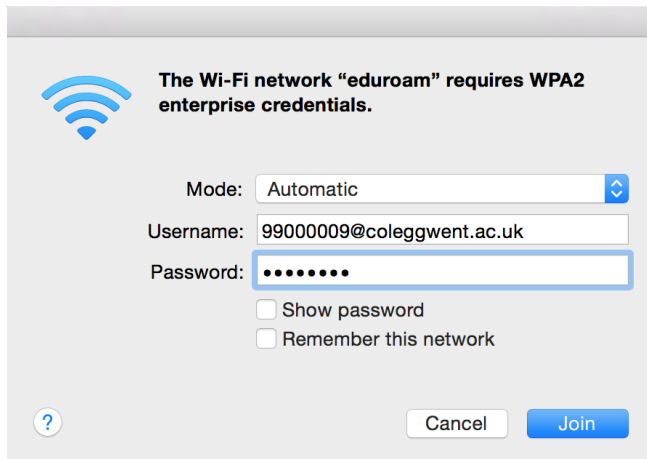 The Wi-Fi network “eduroam” requires WPA2
enterprise credentials.
Mode: Automatic
Username: 99000009@coleggwent.ac.uk
Password: ••••••••
Show password
Remember this network
? Cancel Join